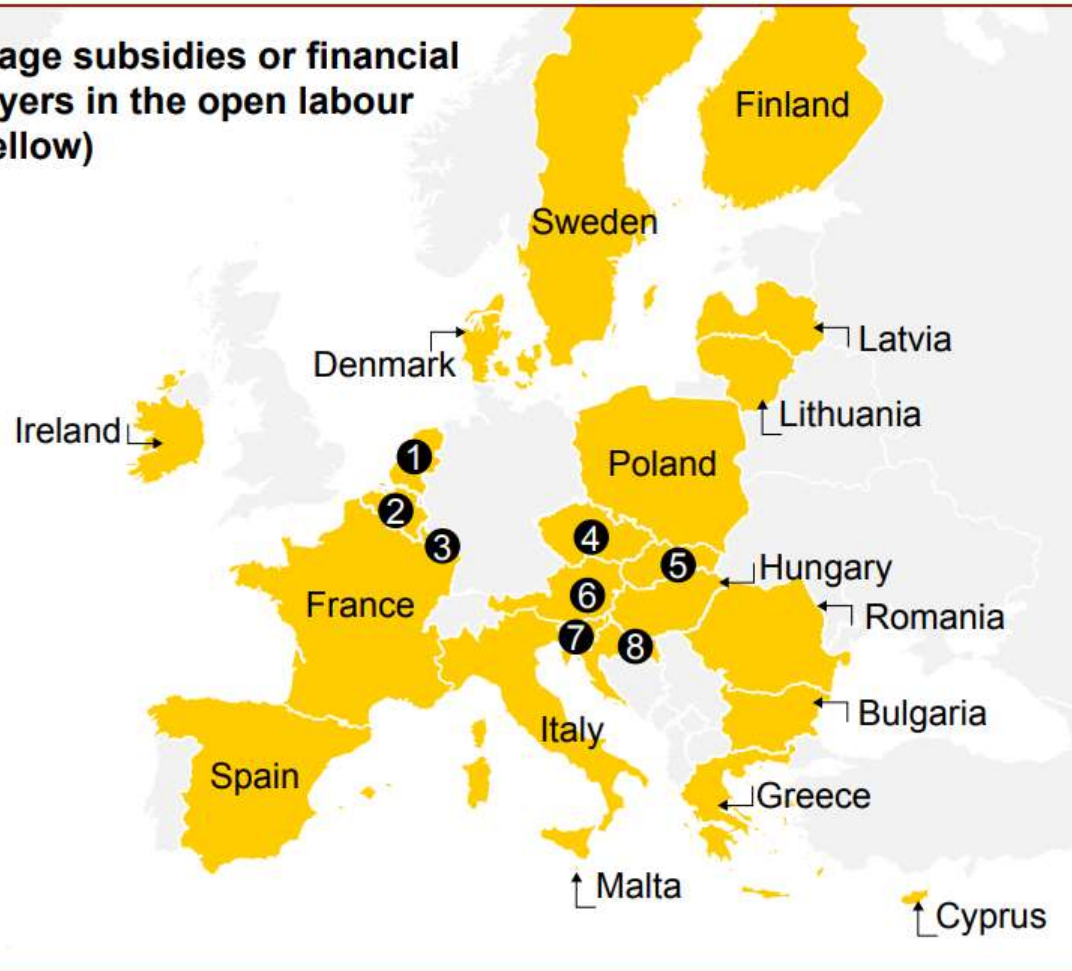 age subsidies or financial
yers in the open labour
ellow)
Finland
Sweden
Denmark
Latvia
Lithuania
Ireland
1
Poland
2
3
4
5
Hungary
6
France
Romania
7
8
Bulgaria
Italy
Spain
Greece
Malta
Cyprus